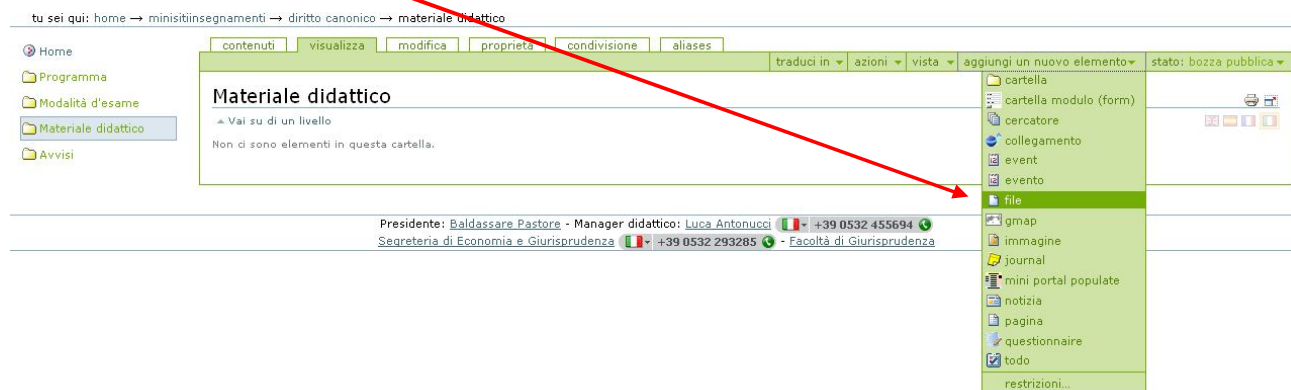 tu sei qui: home → minisitiinsegnamenti → diritto canonico → materiale didattico
Home
Programma
Modalità d'esame
Materiale didattico
Avvisi
contenuti visualizza modifica proprietà condivisione aliases
traduci in azioni vista aggiungi un nuovo elemento stato: bozza pubblica
Materiale didattico
Vai su di un livello
Non ci sono elementi in questa cartella.
cartella
cartella modulo (form)
cercatore
collegamento
event
evento
file
gmap
immagine
journal
mini portal populate
notizia
pagina
questionnaire
todo
restrizioni...
Presidente: Baldassare Pastore - Manager didattico: Luca Antonucci +39 0532 455694
Segreteria di Economia e Giurisprudenza +39 0532 293285 - Facoltà di Giurisprudenza